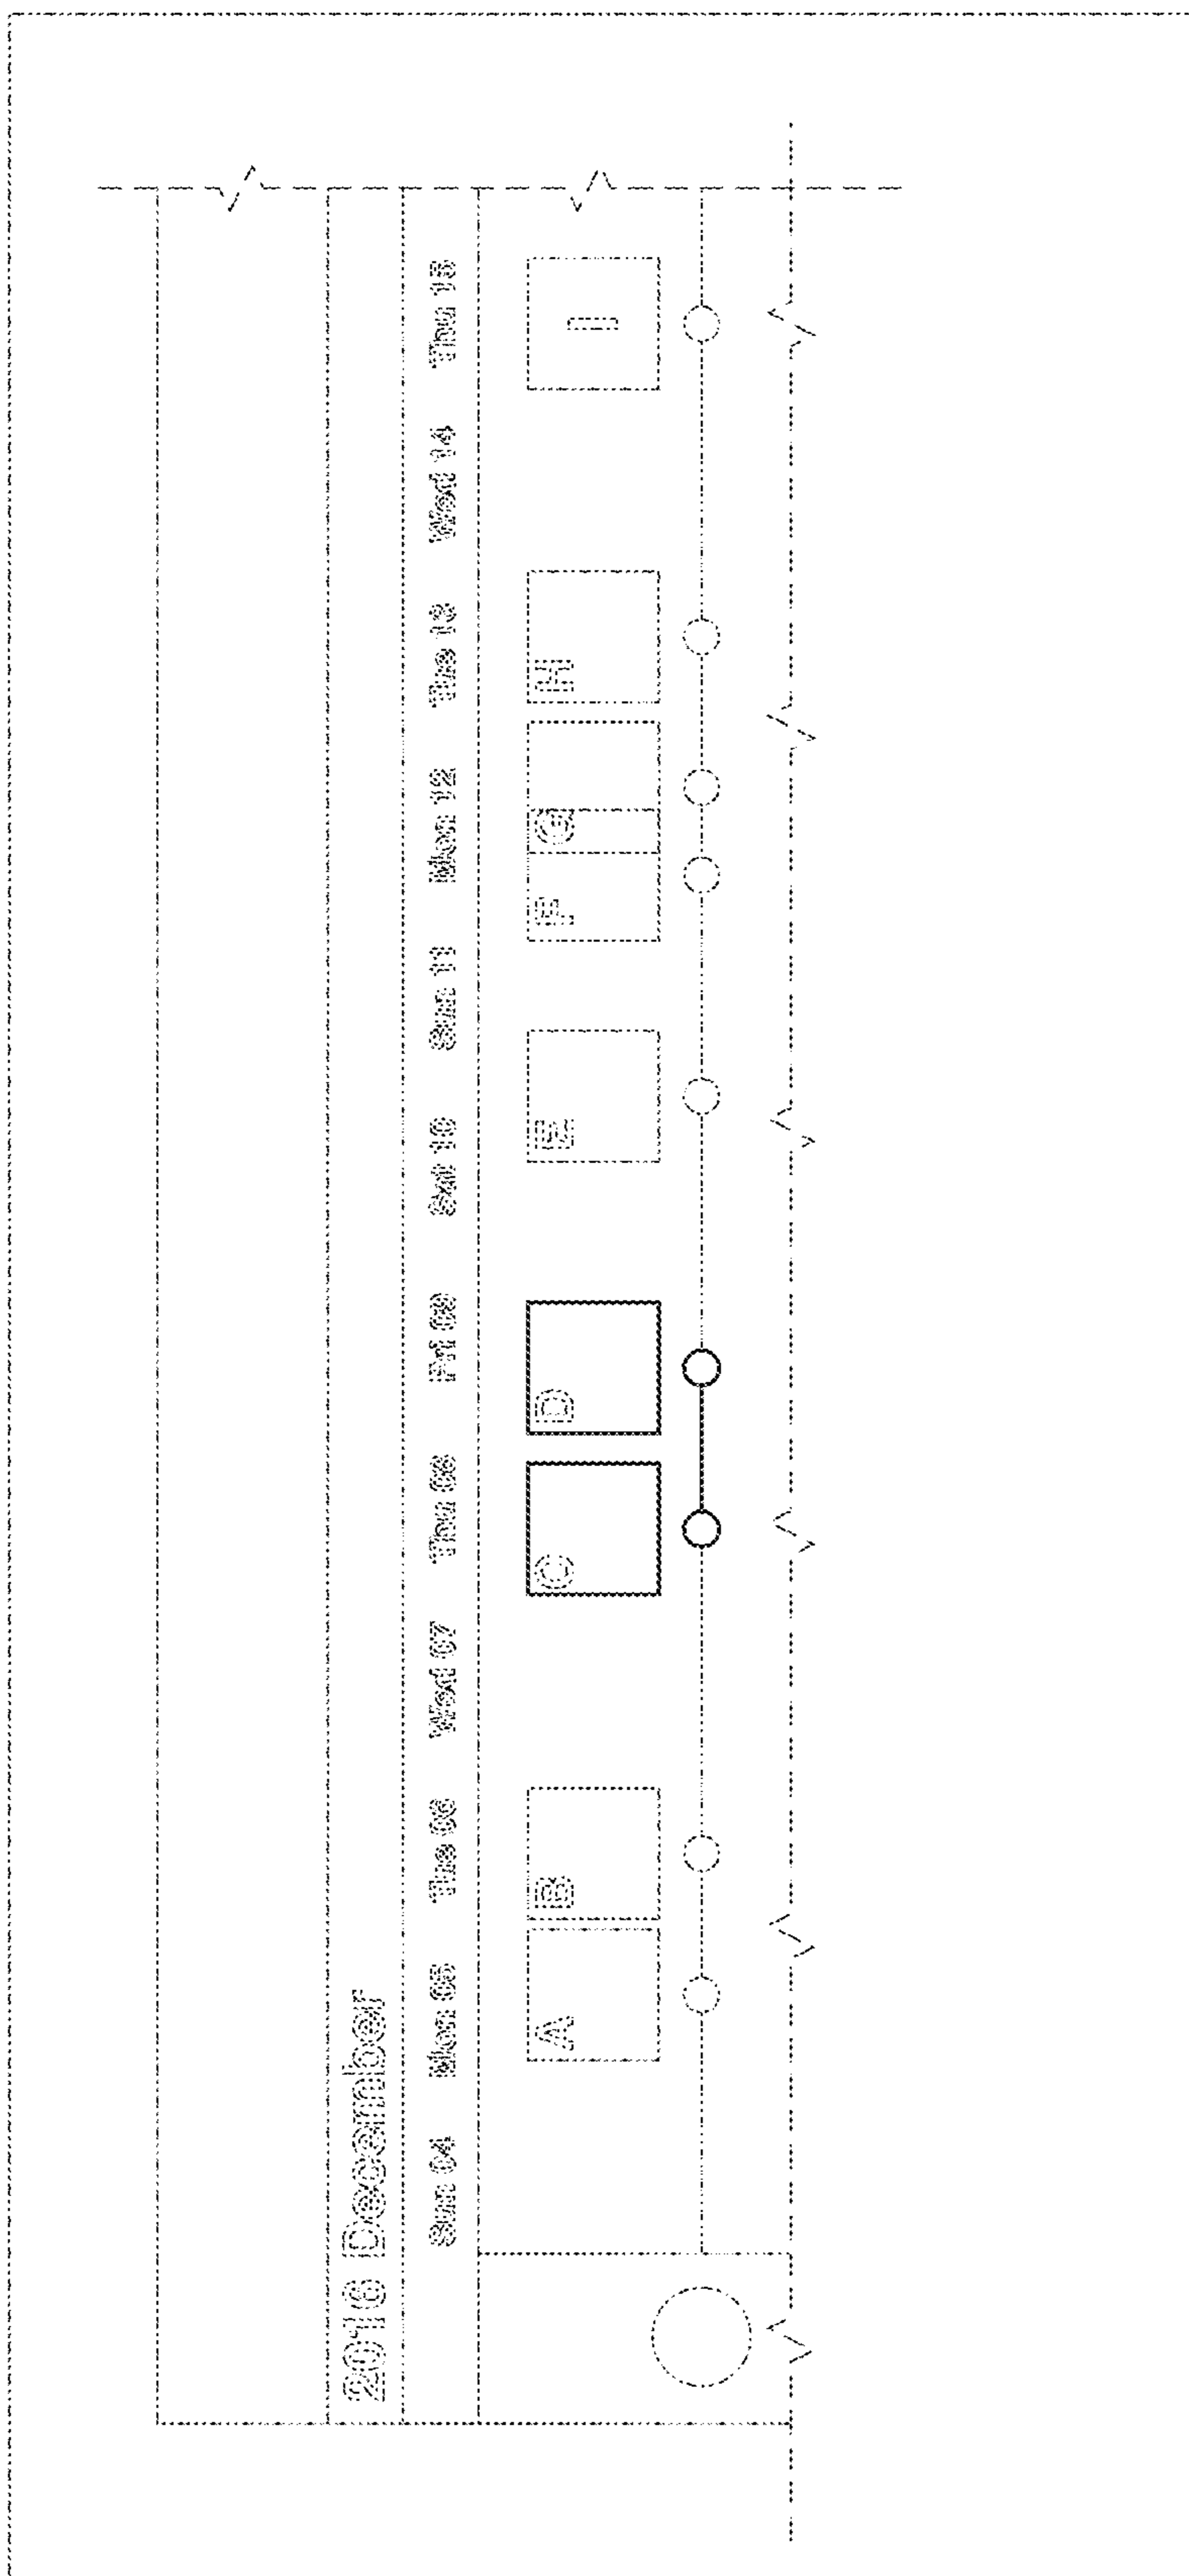 2016 December
Sun 04 Mon 05 Tue 06 Wed 07 Thu 08 Fri 09 Sat 10 Sun 11 Mon 12 Tue 13 Wed 14 Thu 15
A B C D E F G H I